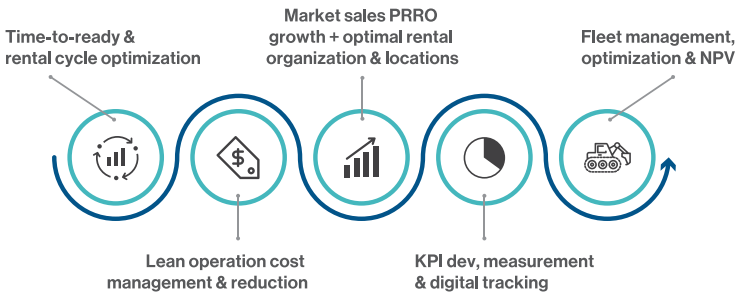 Time-to-ready &
rental cycle optimization
Market sales PRRO
growth + optimal rental
organization & locations
Fleet management,
optimization & NPV
$
Lean operation cost
management & reduction
KPI dev, measurement
& digital tracking